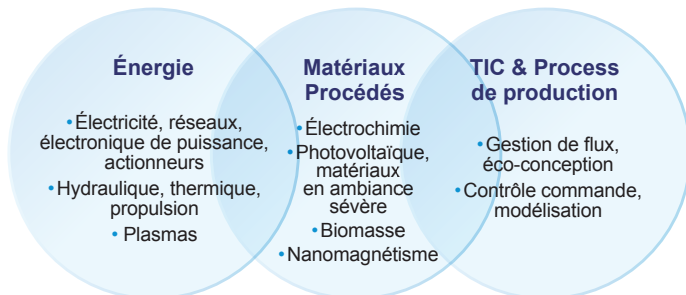 Énergie
• Électricité, réseaux,
électronique de puissance,
actionneurs
• Hydraulique, thermique,
propulsion
• Plasmas
Matériaux
Procédés
• Électrochimie
• Photovoltaïque,
matériaux
en ambiance
sévère
• Biomasse
• Nanomagnétisme
TIC & Process
de production
• Gestion de flux,
éco-conception
• Contrôle commande,
modélisation